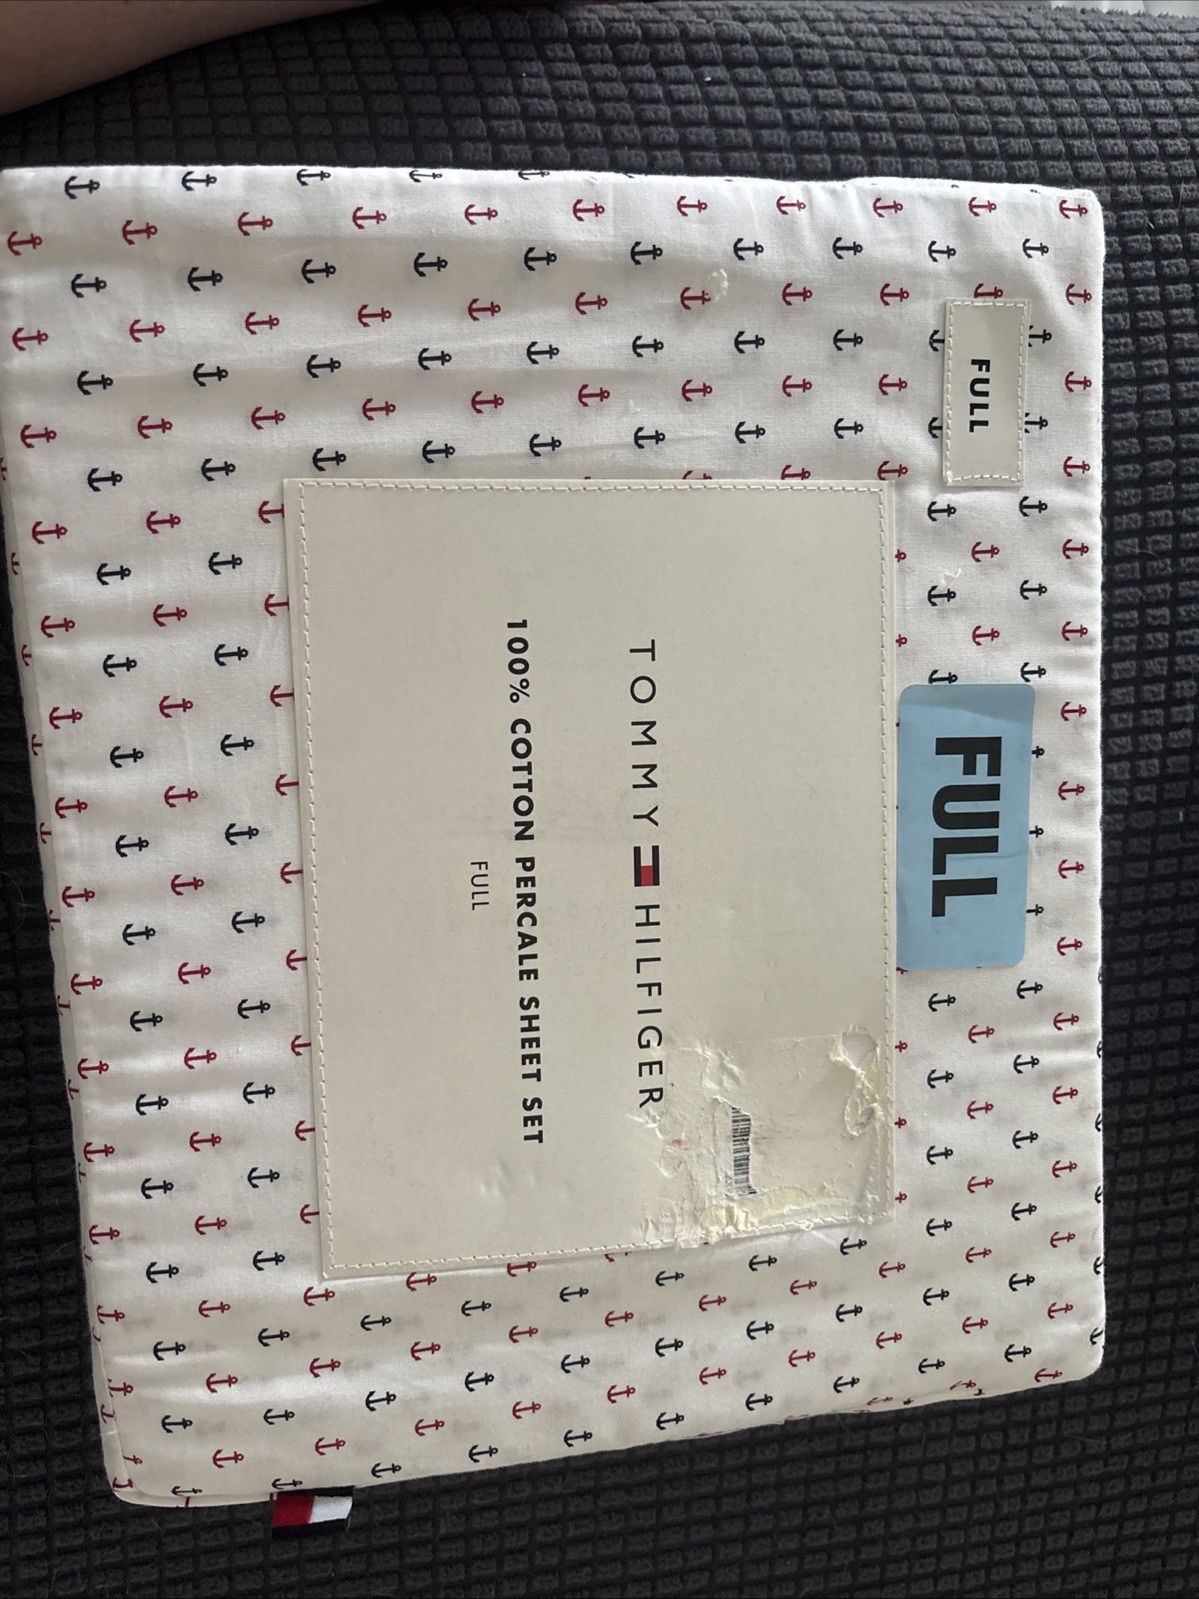 FULL
FULL
TOMMY HILFIGER
100% COTTON PERCALE SHEET SET
FULL